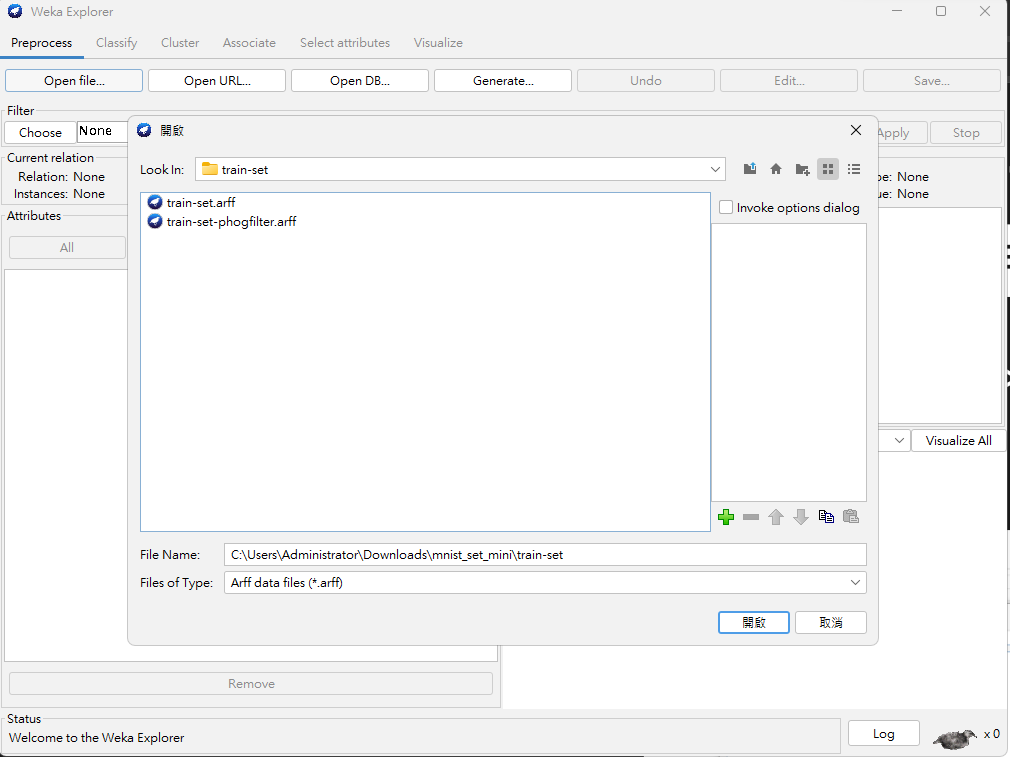 Weka Explorer
Preprocess Classify Cluster Associate Select attributes Visualize
Open file... Open URL... Open DB... Generate... Undo Edit... Save...
Filter
Choose None Apply Stop
開啟
Current relation
Relation: None
Instances: None
pe: None
ue: None
Attributes
All
Look In: train-set
train-set.arff
train-set-phogfilter.arff
Invoke options dialog
Visualize All
File Name: C:\Users\Administrator\Downloads\mnist_set_mini\train-set
Files of Type: Arff data files (*.arff)
開啟 取消
Remove
Status
Welcome to the Weka Explorer
Log x 0